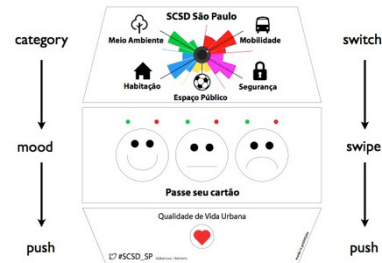 SCSD São Paulo
category
switch
Meio Ambiente
Mobilidade
Habitação
Segurança
Espaço Público
mood
swipe
Passe seu cartão
Qualidade de Vida Urbana
push
push
#SCSD_SP